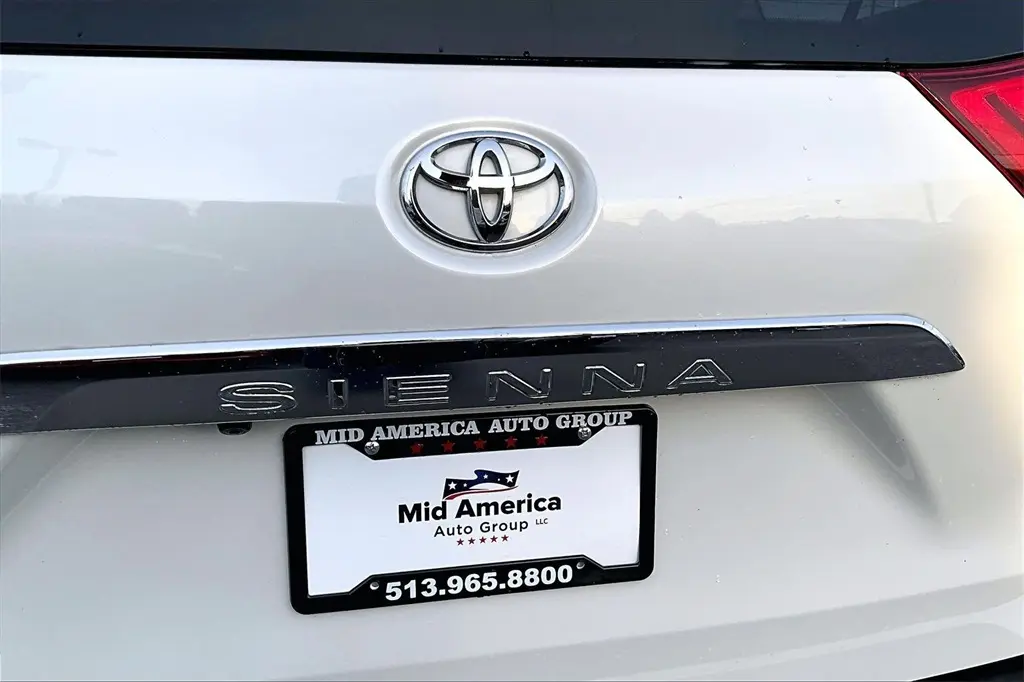 SIENNA
MID AMERICA AUTO GROUP
Mid America
Auto Group LLC
513.965.8800